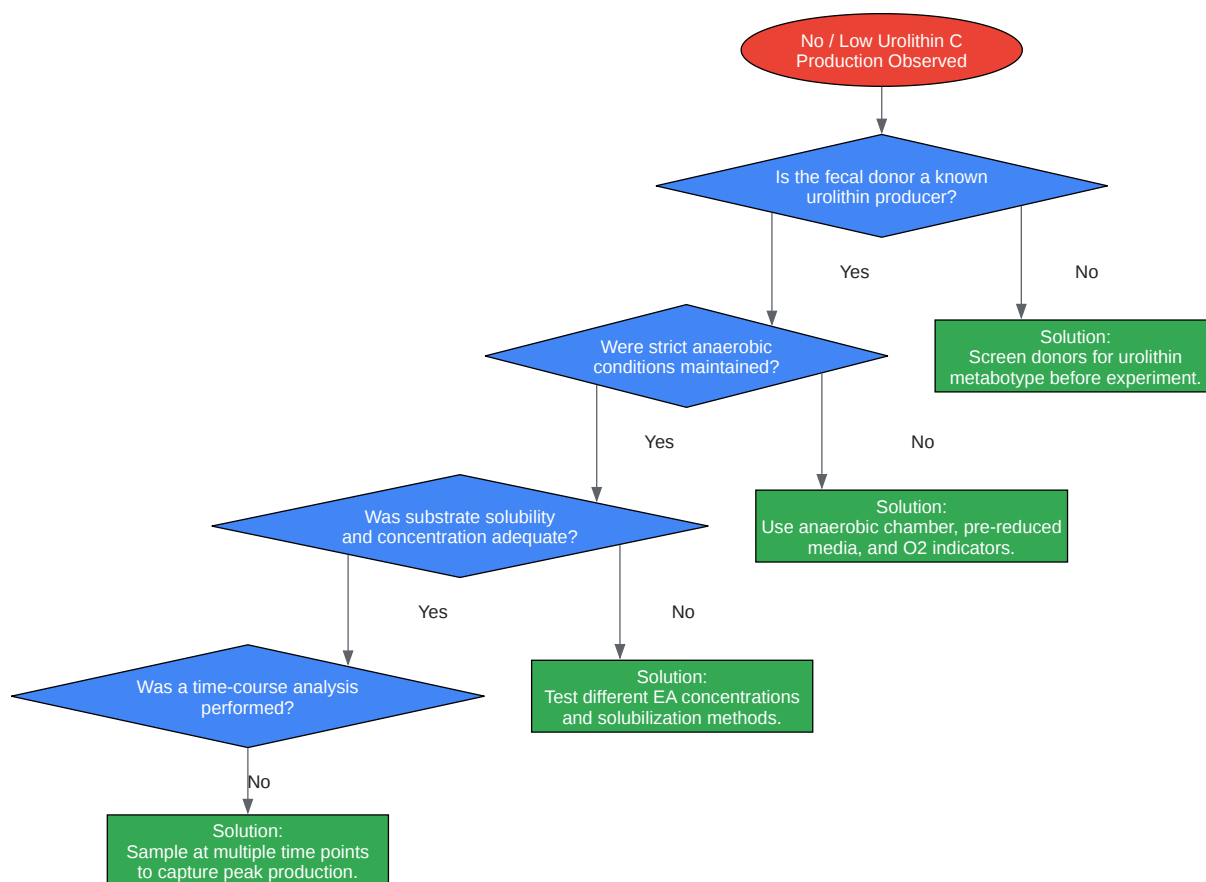 No / Low Urolithin C
Production Observed
Is the fecal donor a known
urolithin producer?
Yes
No
Were strict anaerobic
conditions maintained?
Solution:
Screen donors for urolithin
metabotype before experiment.
Yes
No
Was substrate solubility
and concentration adequate?
Solution:
Use anaerobic chamber, pre-reduced
media, and O2 indicators.
Yes
No
Was a time-course analysis
performed?
Solution:
Test different EA concentrations
and solubilization methods.
No
Solution:
Sample at multiple time points
to capture peak production.